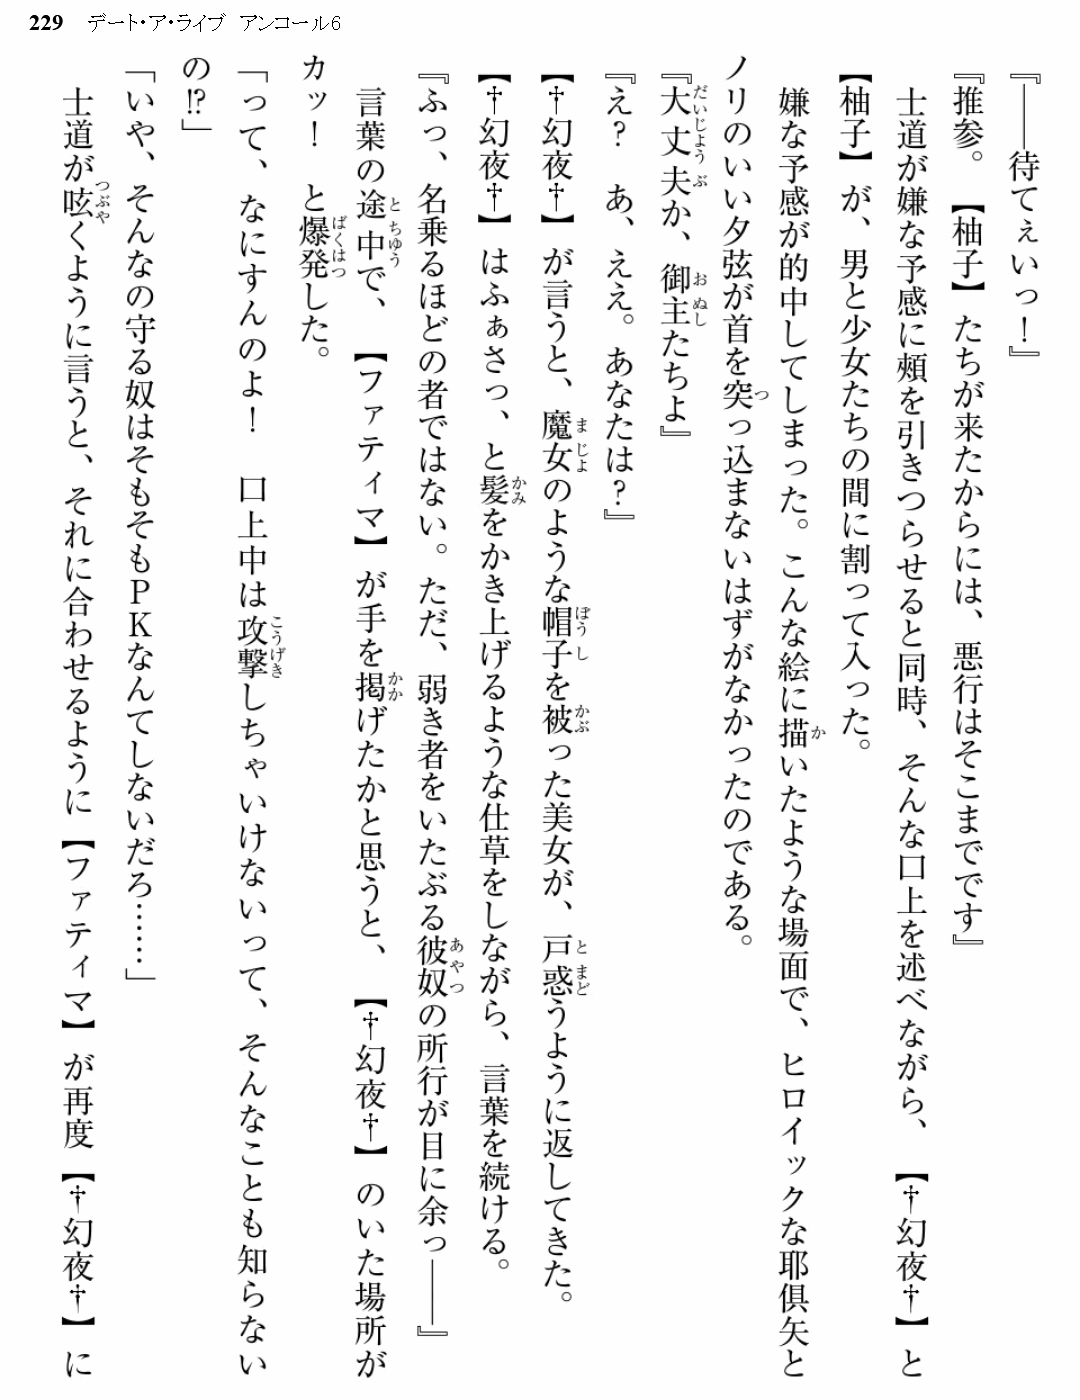 229 デート・ア・ライブ アンコール6
『――待てぇいっ！』
『推参。【柚子】たちが来たからには、悪行はそこまでです』
士道が嫌な予感に頰を引きつらせると同時、そんな口上を述べながら、【†幻夜†】と
【柚子】が、男と少女たちの間に割って入った。
嫌な予感が的中してしまった。こんな絵に描いたような場面で、ヒロイックな耶倶矢と
ノリのいい夕弦が首を突っ込まないはずがなかったのである。
『大丈夫か、御主たちよ』
『え？　あ、ええ。あなたは？』
【†幻夜†】が言うと、魔女のような帽子を被った美女が、戸惑うように返してきた。
【†幻夜†】はふぁさっ、と髪をかき上げるような仕草をしながら、言葉を続ける。
『ふっ、名乗るほどの者ではない。ただ、弱き者をいたぶる彼奴の所行が目に余っ――』
言葉の途中で、【ファティマ】が手を掲げたかと思うと、【†幻夜†】のいた場所が
カッ！　と爆発した。
「って、なにすんのよ！　口上中は攻撃しちゃいけないって、そんなことも知らない
の!?」
「いや、そんなの守る奴はそもそもＰＫなんてしないだろ……」
士道が呟くように言うと、それに合わせるように【ファティマ】が再度【†幻夜†】に